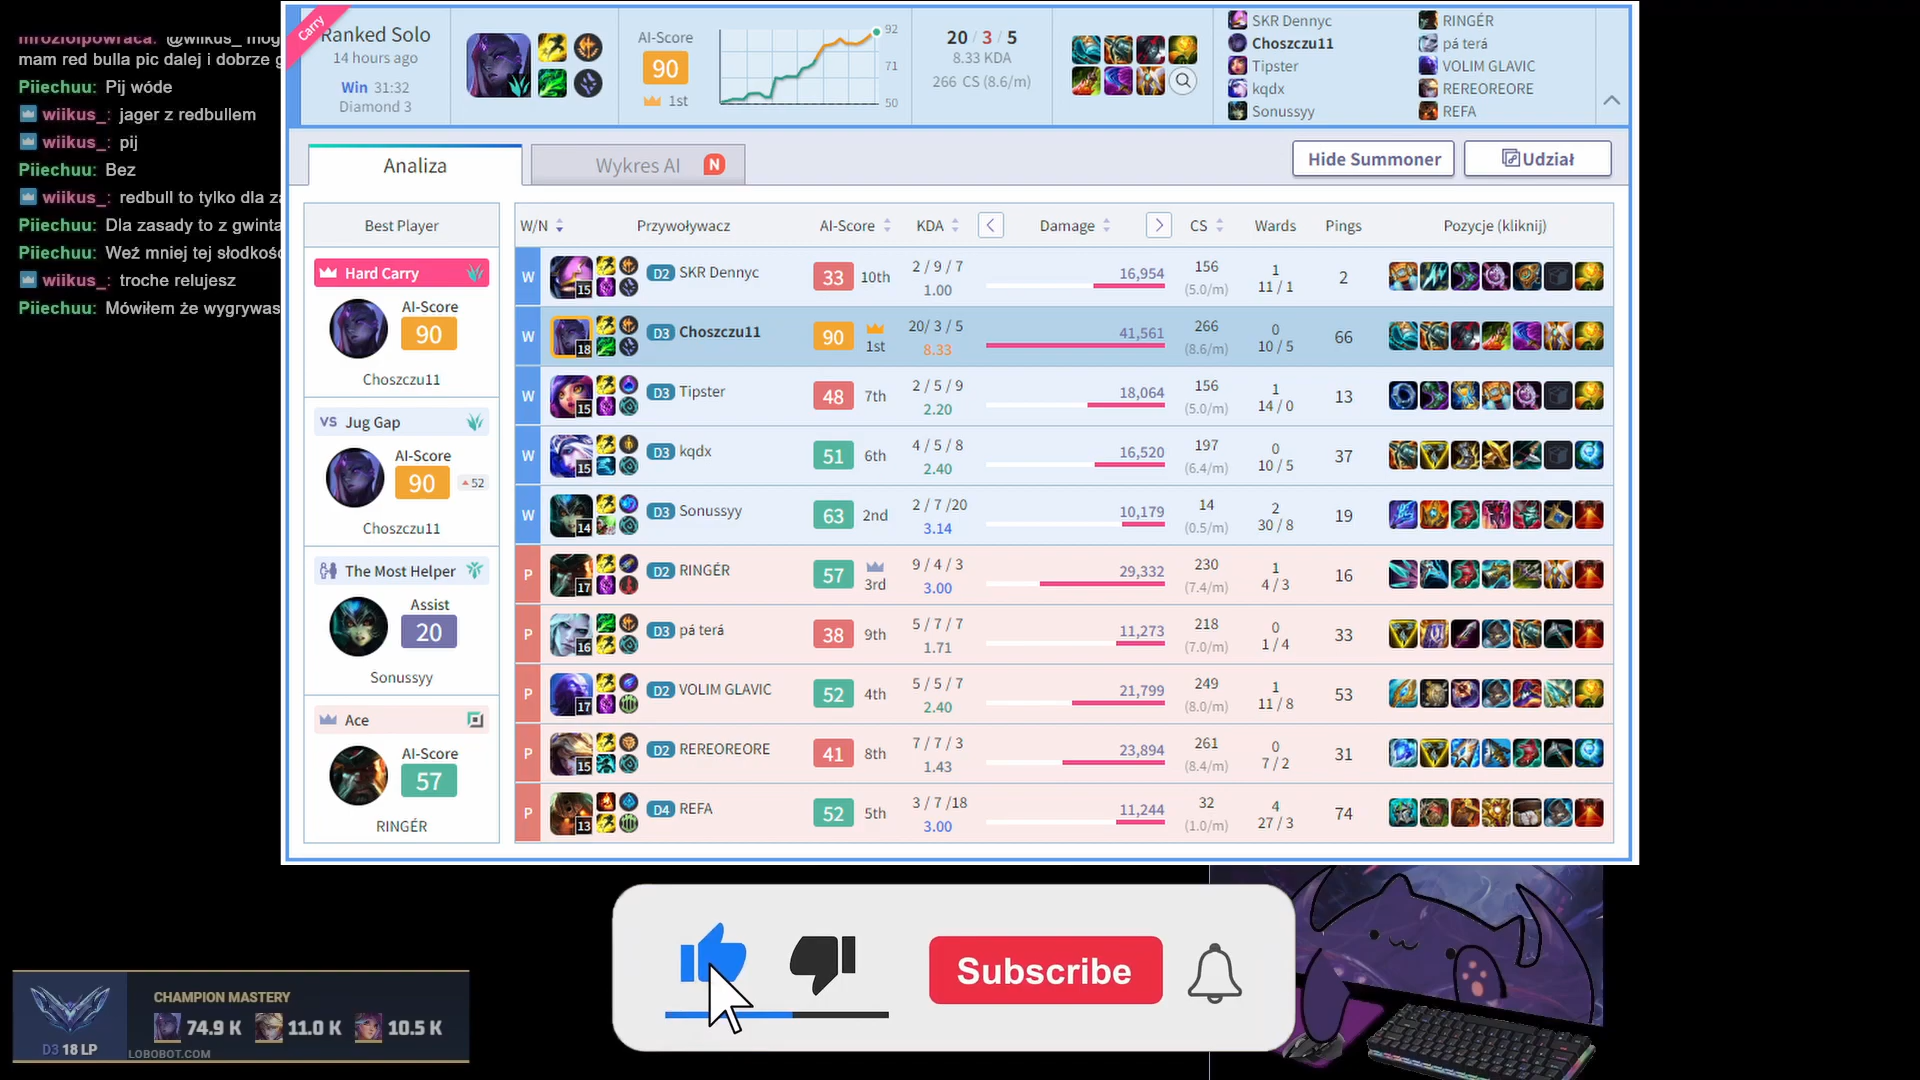 mroziolpowraca: @wiikus_ mog
mam red bulla pic dalej i dobrze g
Piiechuu: Pij wóde
wiikus_: jager z redbullem
wiikus_: pij
Piiechuu: Bez
wiikus_: redbull to tylko dla za
Piiechuu: Dla zasady to z gwinta
Piiechuu: Weź mniej tej słodkośc
wiikus_: troche relujesz
Piiechuu: Mówiłem że wygrywas
Carry
Ranked Solo
14 hours ago
Win 31:32
Diamond 3
AI-Score
90
1st
92
71
50
20 / 3 / 5
8.33 KDA
266 CS (8.6/m)
SKR Dennyc
Choszczu11
Tipster
kqdx
Sonussyy
RINGÉR
pá terá
VOLIM GLAVIC
REREOREORE
REFA
Analiza
Wykres AI N
Hide Summoner
Udział
Best Player
Hard Carry
AI-Score
90
Choszczu11
VS Jug Gap
AI-Score
90 52
Choszczu11
The Most Helper
Assist
20
Sonussyy
Ace
AI-Score
57
RINGÉR
W/N Przywoływacz AI-Score KDA Damage CS Wards Pings Pozycje (kliknij)
W 15 D2 SKR Dennyc 33 10th 2 / 9 / 7 1.00 16,954 156 (5.0/m) 1 11 / 1 2
W 18 D3 Choszczu11 90 1st 20/ 3 / 5 8.33 41,561 266 (8.6/m) 0 10 / 5 66
W 15 D3 Tipster 48 7th 2 / 5 / 9 2.20 18,064 156 (5.0/m) 1 14 / 0 13
W 15 D3 kqdx 51 6th 4 / 5 / 8 2.40 16,520 197 (6.4/m) 0 10 / 5 37
W 14 D3 Sonussyy 63 2nd 2 / 7 /20 3.14 10,179 14 (0.5/m) 2 30 / 8 19
P 17 D2 RINGÉR 57 3rd 9 / 4 / 3 3.00 29,332 230 (7.4/m) 1 4 / 3 16
P 16 D3 pá terá 38 9th 5 / 7 / 7 1.71 11,273 218 (7.0/m) 0 1 / 4 33
P 17 D2 VOLIM GLAVIC 52 4th 5 / 5 / 7 2.40 21,799 249 (8.0/m) 1 11 / 8 53
P 15 D2 REREOREORE 41 8th 7 / 7 / 3 1.43 23,894 261 (8.4/m) 0 7 / 2 31
P 13 D4 REFA 52 5th 3 / 7 /18 3.00 11,244 32 (1.0/m) 4 27 / 3 74
Subscribe
CHAMPION MASTERY
74.9 K 11.0 K 10.5 K
D3 18 LP
LOBOBOT.COM